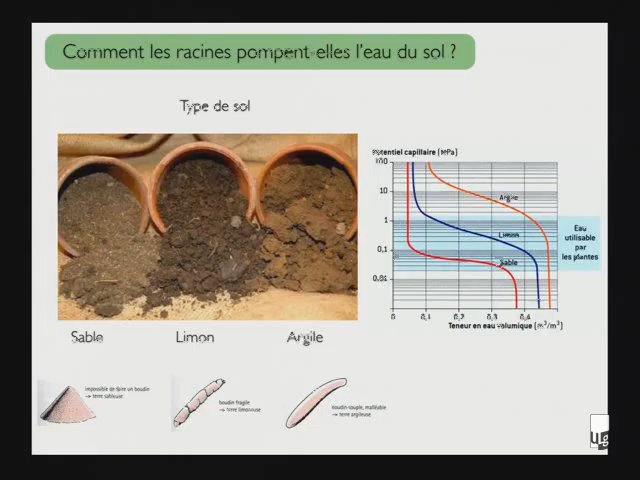 Comment les racines pompent elles l'eau du sol ?
Type de sol
Potentiel capillaire (MPa)
100
10
1
0,1
0,01
Argile
Limon
Sable
Eau
utilisable
par
les plantes
0 0,1 0,2 0,3 0,4
Teneur en eau volumique (m³/m³)
Sable Limon Argile
impossible de faire un boudin
→ terre sableuse
boudin fragile
→ terre limoneuse
boudin souple, malléable
→ terre argileuse